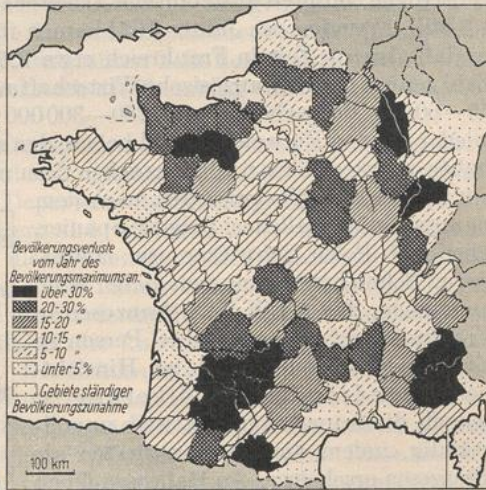 Bevölkerungsverluste
vom Jahr des
Bevölkerungsmaximums an:
über 30%
20-30 %
15-20 "
10-15 "
5-10 "
unter 5 %
Gebiete ständiger
Bevölkerungszunahme
100 km